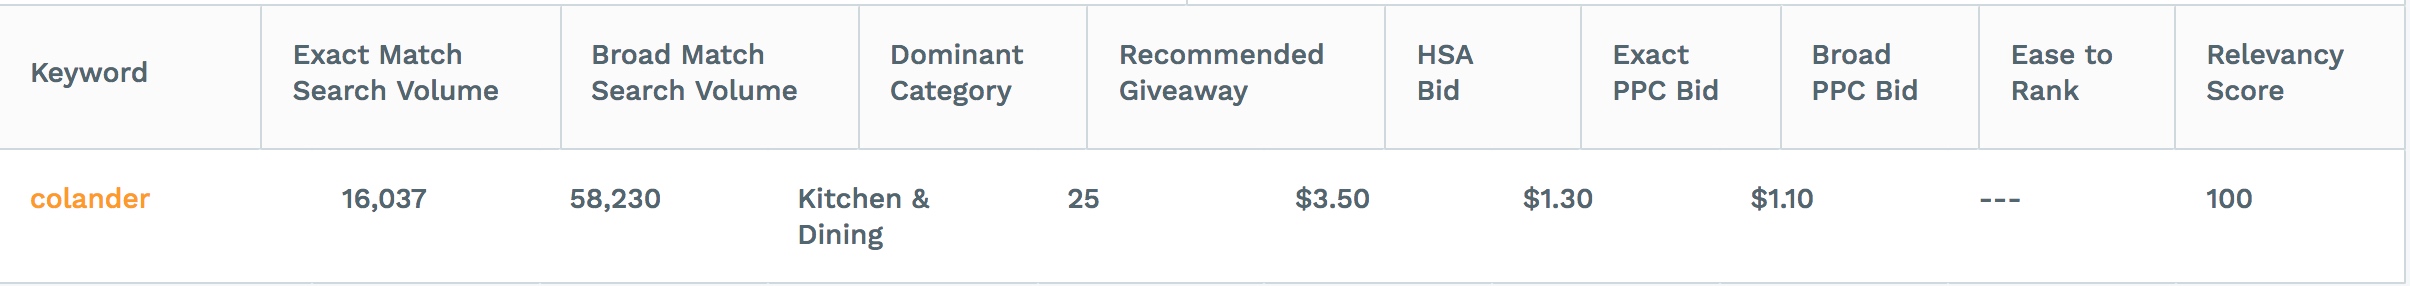 Keyword
Exact Match
Search Volume
Broad Match
Search Volume
Dominant
Category
Recommended
Giveaway
HSA
Bid
Exact
PPC Bid
Broad
PPC Bid
Ease to
Rank
Relevancy
Score
colander
16,037
58,230
Kitchen &
Dining
25
$3.50
$1.30
$1.10
---
100